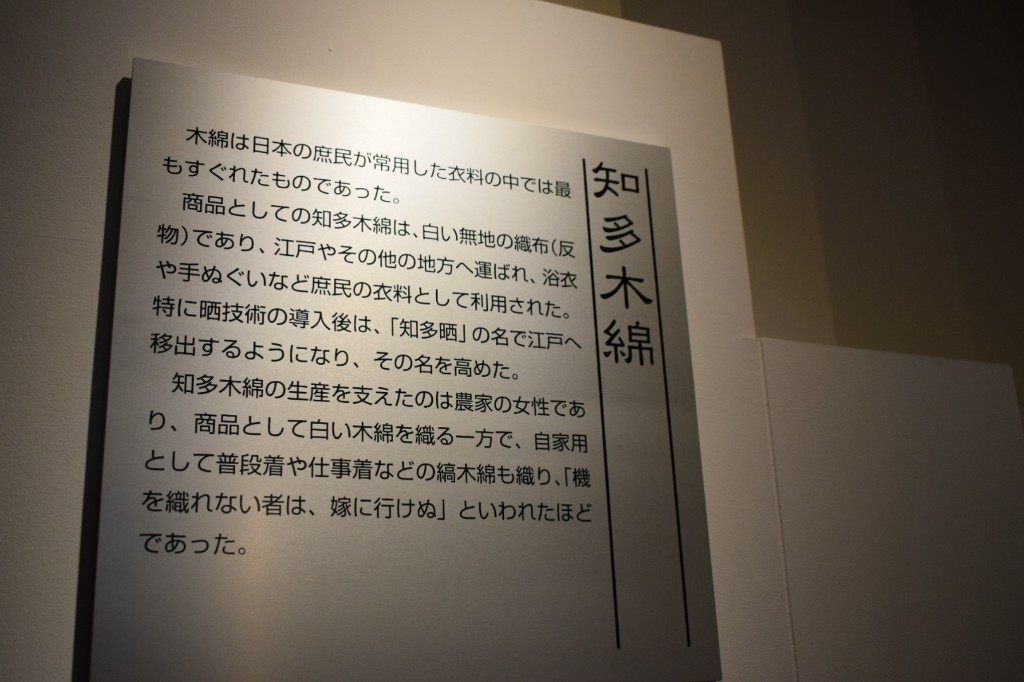 知多木綿
木綿は日本の庶民が常用した衣料の中では最
もすぐれたものであった。
商品としての知多木綿は、白い無地の織布（反
物）であり、江戸やその他の地方へ運ばれ、浴衣
や手ぬぐいなど庶民の衣料として利用された。
特に晒技術の導入後は、「知多晒」の名で江戸へ
移出するようになり、その名を高めた。
知多木綿の生産を支えたのは農家の女性であ
り、商品として白い木綿を織る一方で、自家用
として普段着や仕事着などの縞木綿も織り、「機
を織れない者は、嫁に行けぬ」といわれたほど
であった。